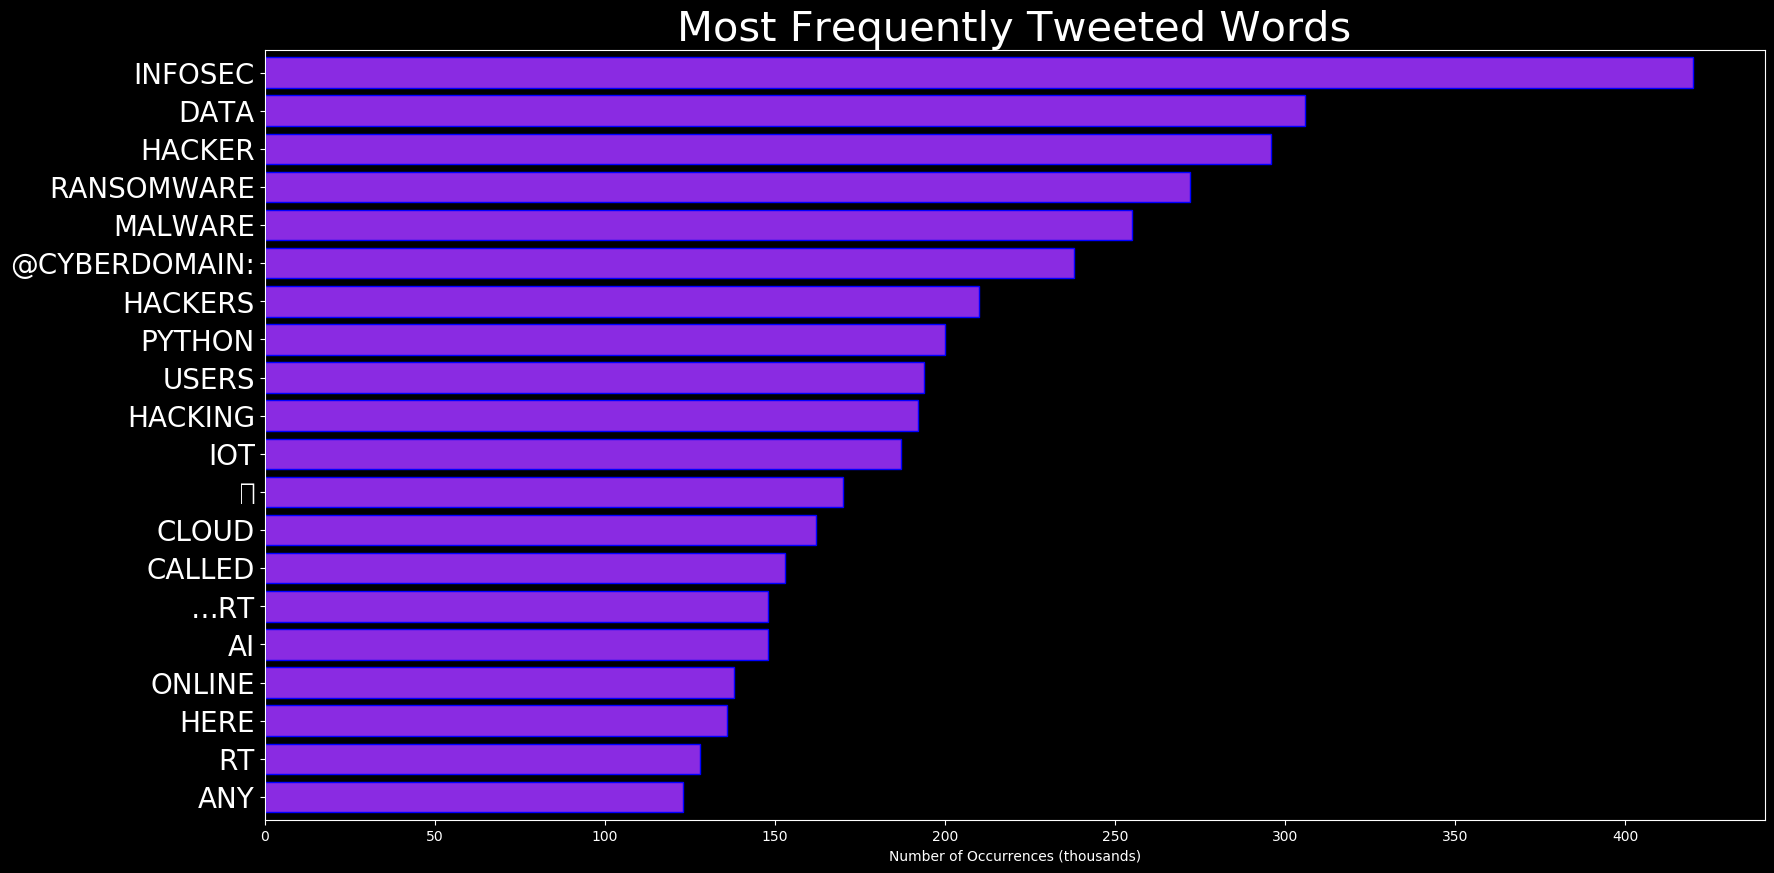 Most Frequently Tweeted Words
INFOSEC
DATA
HACKER
RANSOMWARE
MALWARE
@CYBERDOMAIN:
HACKERS
PYTHON
USERS
HACKING
IOT
CLOUD
CALLED
…RT
AI
ONLINE
HERE
RT
ANY
0 50 100 150 200 250 300 350 400
Number of Occurrences (thousands)